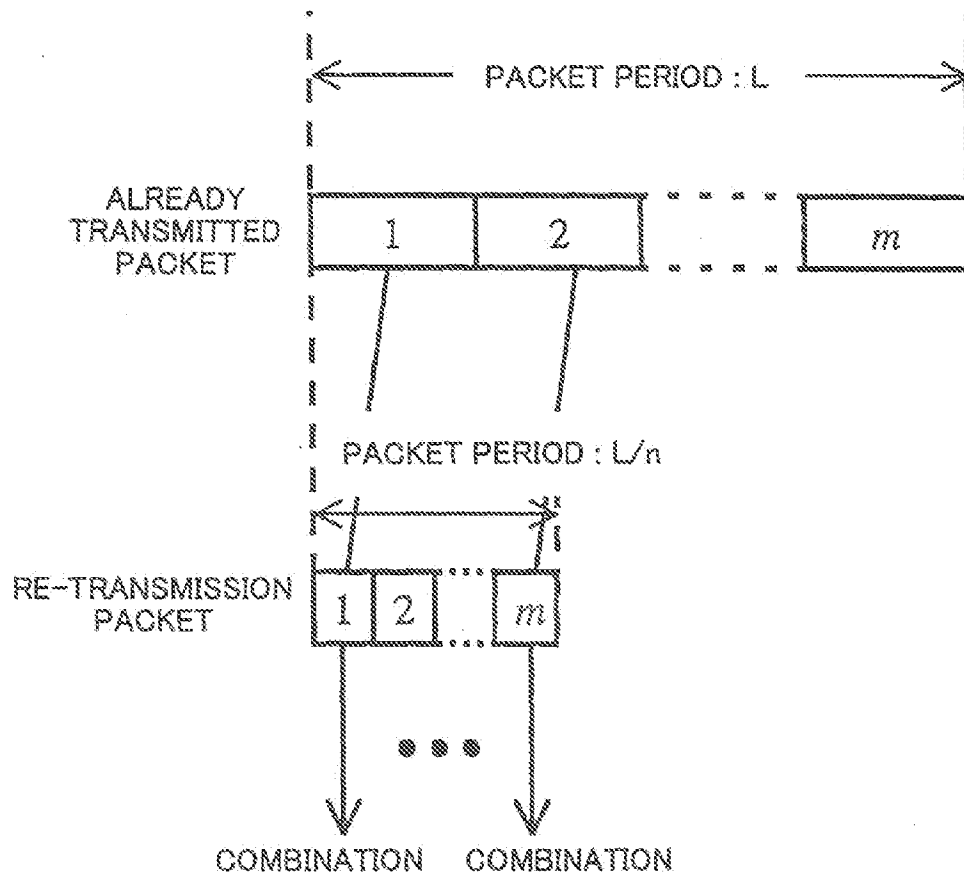 PACKET PERIOD : L
ALREADY
TRANSMITTED
PACKET
1 2 m
PACKET PERIOD : L/n
RE-TRANSMISSION
PACKET
1 2 m
COMBINATION COMBINATION